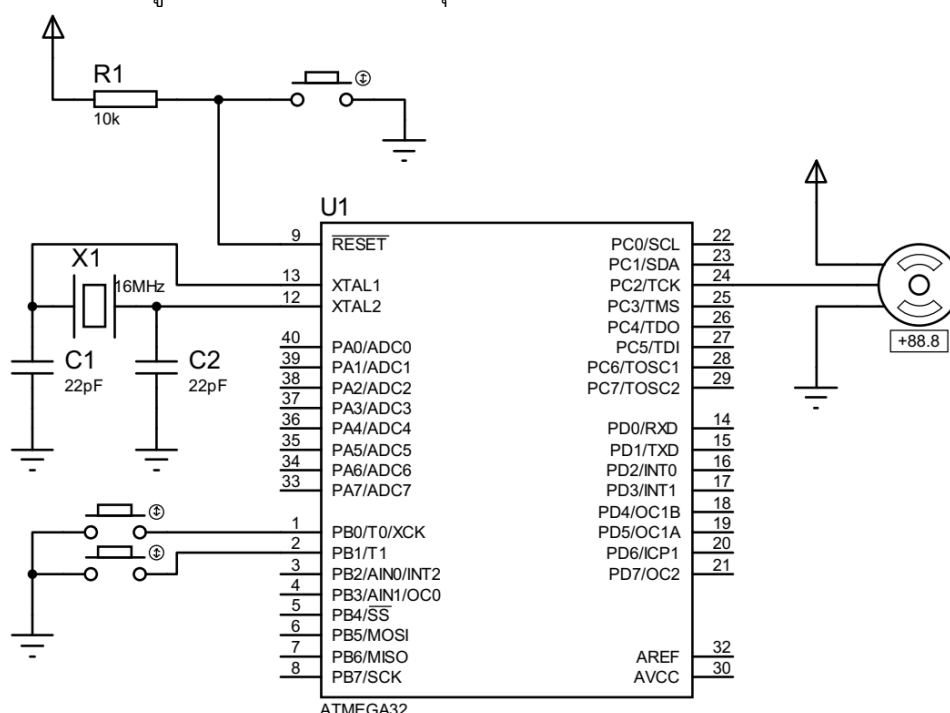 R1
10k
U1
9
RESET
X1
16MHz
13
XTAL1
12
XTAL2
C1
22pF
C2
22pF
40
PA0/ADC0
39
PA1/ADC1
38
PA2/ADC2
37
PA3/ADC3
36
PA4/ADC4
35
PA5/ADC5
34
PA6/ADC6
33
PA7/ADC7
1
PB0/T0/XCK
2
PB1/T1
3
PB2/AIN0/INT2
4
PB3/AIN1/OC0
5
PB4/SS
6
PB5/MOSI
7
PB6/MISO
8
PB7/SCK
PC0/SCL
22
PC1/SDA
23
PC2/TCK
24
PC3/TMS
25
PC4/TDO
26
PC5/TDI
27
PC6/TOSC1
28
PC7/TOSC2
29
PD0/RXD
14
PD1/TXD
15
PD2/INT0
16
PD3/INT1
17
PD4/OC1B
18
PD5/OC1A
19
PD6/ICP1
20
PD7/OC2
21
AREF
32
AVCC
30
+88.8
ATMEGA32